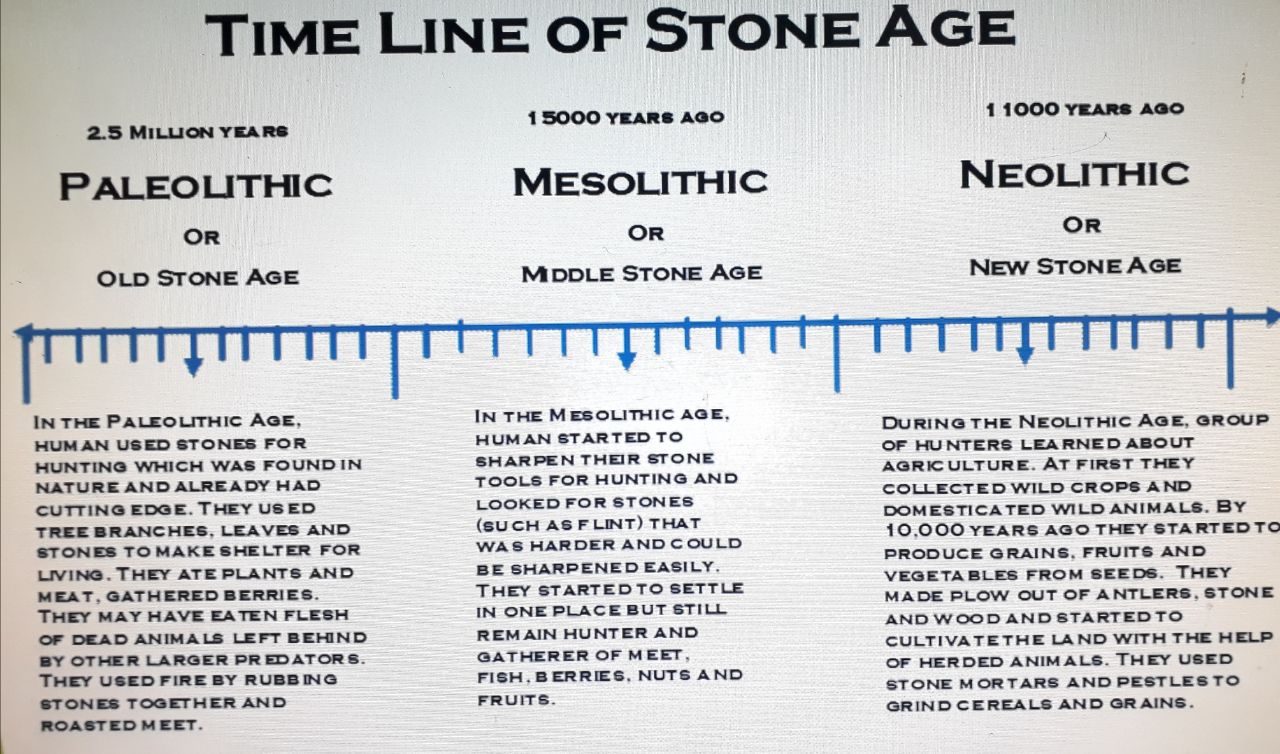 TIME LINE OF STONE AGE
2.5 MILLION YEARS
PALEOLITHIC
OR
OLD STONE AGE
IN THE PALEOLITHIC AGE,
HUMAN USED STONES FOR
HUNTING WHICH WAS FOUND IN
NATURE AND ALREADY HAD
CUTTING EDGE. THEY USED
TREE BRANCHES, LEAVES AND
STONES TO MAKE SHELTER FOR
LIVING. THEY ATE PLANTS AND
MEAT, GATHERED BERRIES.
THEY MAY HAVE EATEN FLESH
OF DEAD ANIMALS LEFT BEHIND
BY OTHER LARGER PREDATORS.
THEY USED FIRE BY RUBBING
STONES TOGETHER AND
ROASTED MEET.
15000 YEARS AGO
MESOLITHIC
OR
MIDDLE STONE AGE
IN THE MESOLITHIC AGE,
HUMAN STARTED TO
SHARPEN THEIR STONE
TOOLS FOR HUNTING AND
LOOKED FOR STONES
(SUCH AS FLINT) THAT
WAS HARDER AND COULD
BE SHARPENED EASILY.
THEY STARTED TO SETTLE
IN ONE PLACE BUT STILL
REMAIN HUNTER AND
GATHERER OF MEET,
FISH, BERRIES, NUTS AND
FRUITS.
11000 YEARS AGO
NEOLITHIC
OR
NEW STONE AGE
DURING THE NEOLITHIC AGE, GROUP
OF HUNTERS LEARNED ABOUT
AGRICULTURE. AT FIRST THEY
COLLECTED WILD CROPS AND
DOMESTICATED WILD ANIMALS. BY
10,000 YEARS AGO THEY STARTED TO
PRODUCE GRAINS, FRUITS AND
VEGETABLES FROM SEEDS. THEY
MADE PLOW OUT OF ANTLERS, STONE
AND WOOD AND STARTED TO
CULTIVATE THE LAND WITH THE HELP
OF HERDED ANIMALS. THEY USED
STONE MORTARS AND PESTLES TO
GRIND CEREALS AND GRAINS.